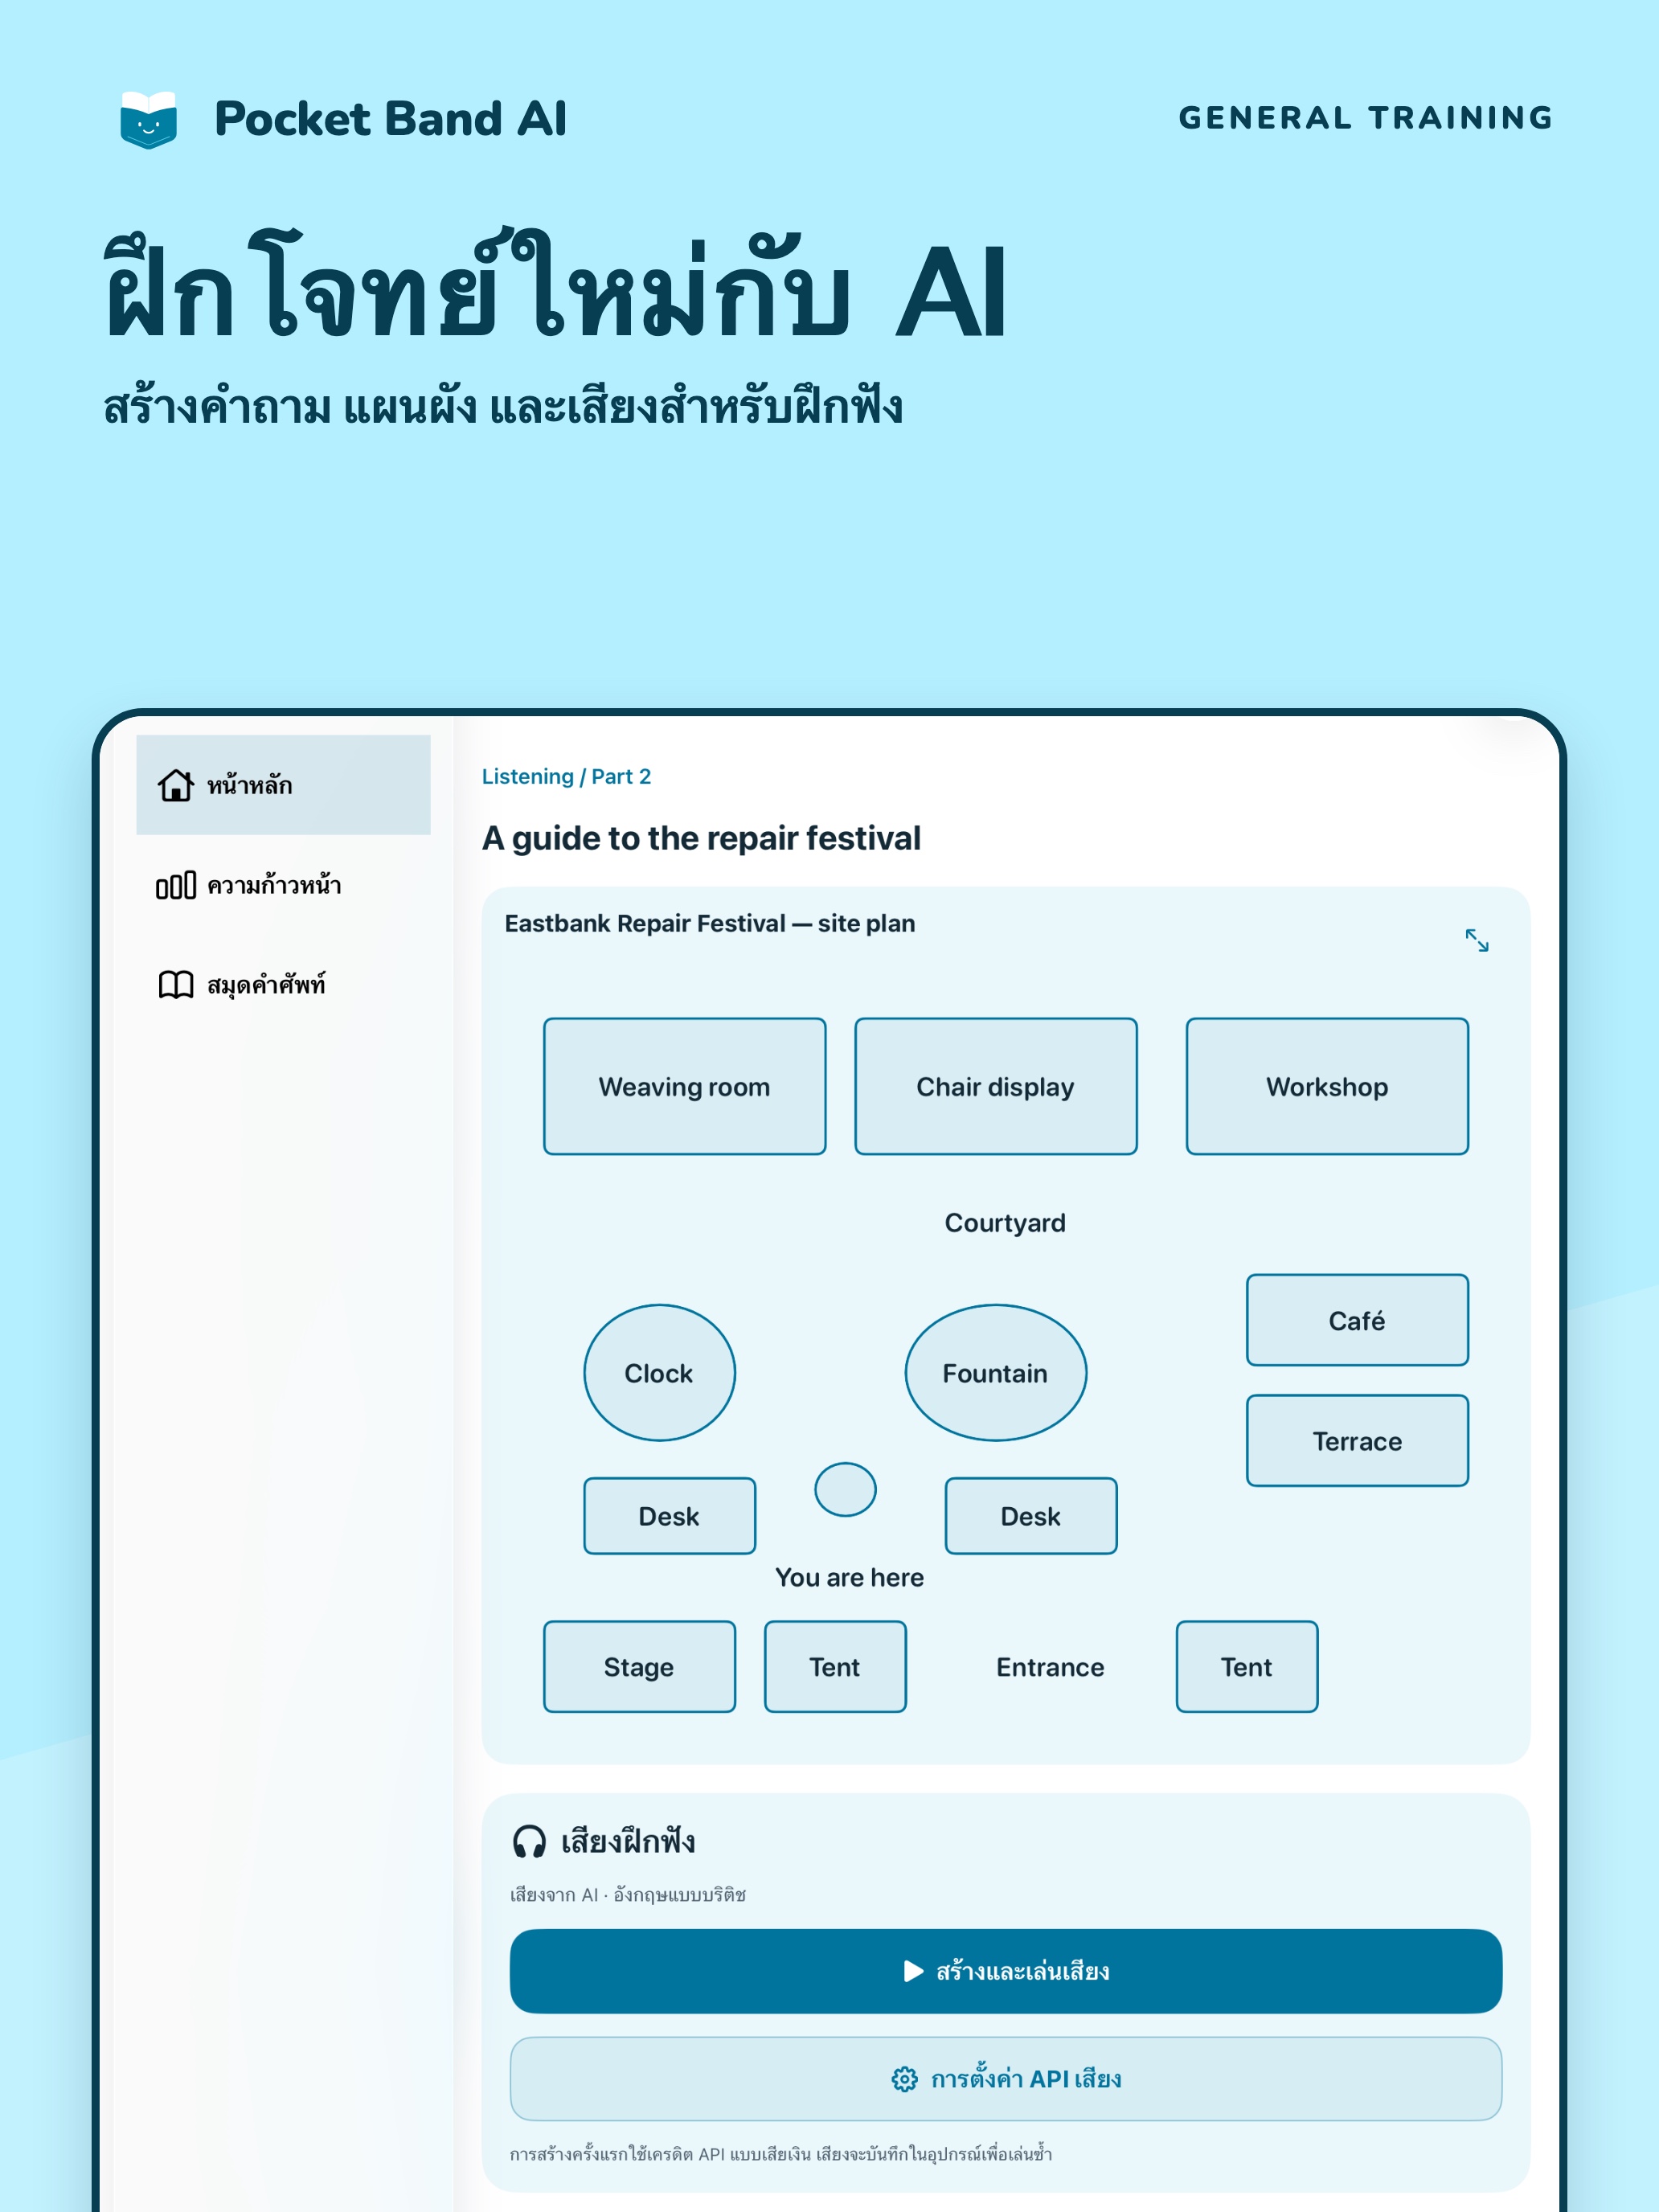 Pocket Band AI
GENERAL TRAINING
ฝึกโจทย์ใหม่กับ AI
สร้างคำถาม แผนผัง และเสียงสำหรับฝึกฟัง
หน้าหลัก
ความก้าวหน้า
สมุดคำศัพท์
Listening / Part 2
A guide to the repair festival
Eastbank Repair Festival — site plan
Weaving room
Chair display
Workshop
Courtyard
Café
Clock
Fountain
Terrace
Desk
Desk
You are here
Stage
Tent
Entrance
Tent
เสียงฝึกฟัง
เสียงจาก AI · อังกฤษแบบบริติช
สร้างและเล่นเสียง
การตั้งค่า API เสียง
การสร้างครั้งแรกใช้เครดิต API แบบเสียเงิน เสียงจะบันทึกในอุปกรณ์เพื่อเล่นซ้ำ